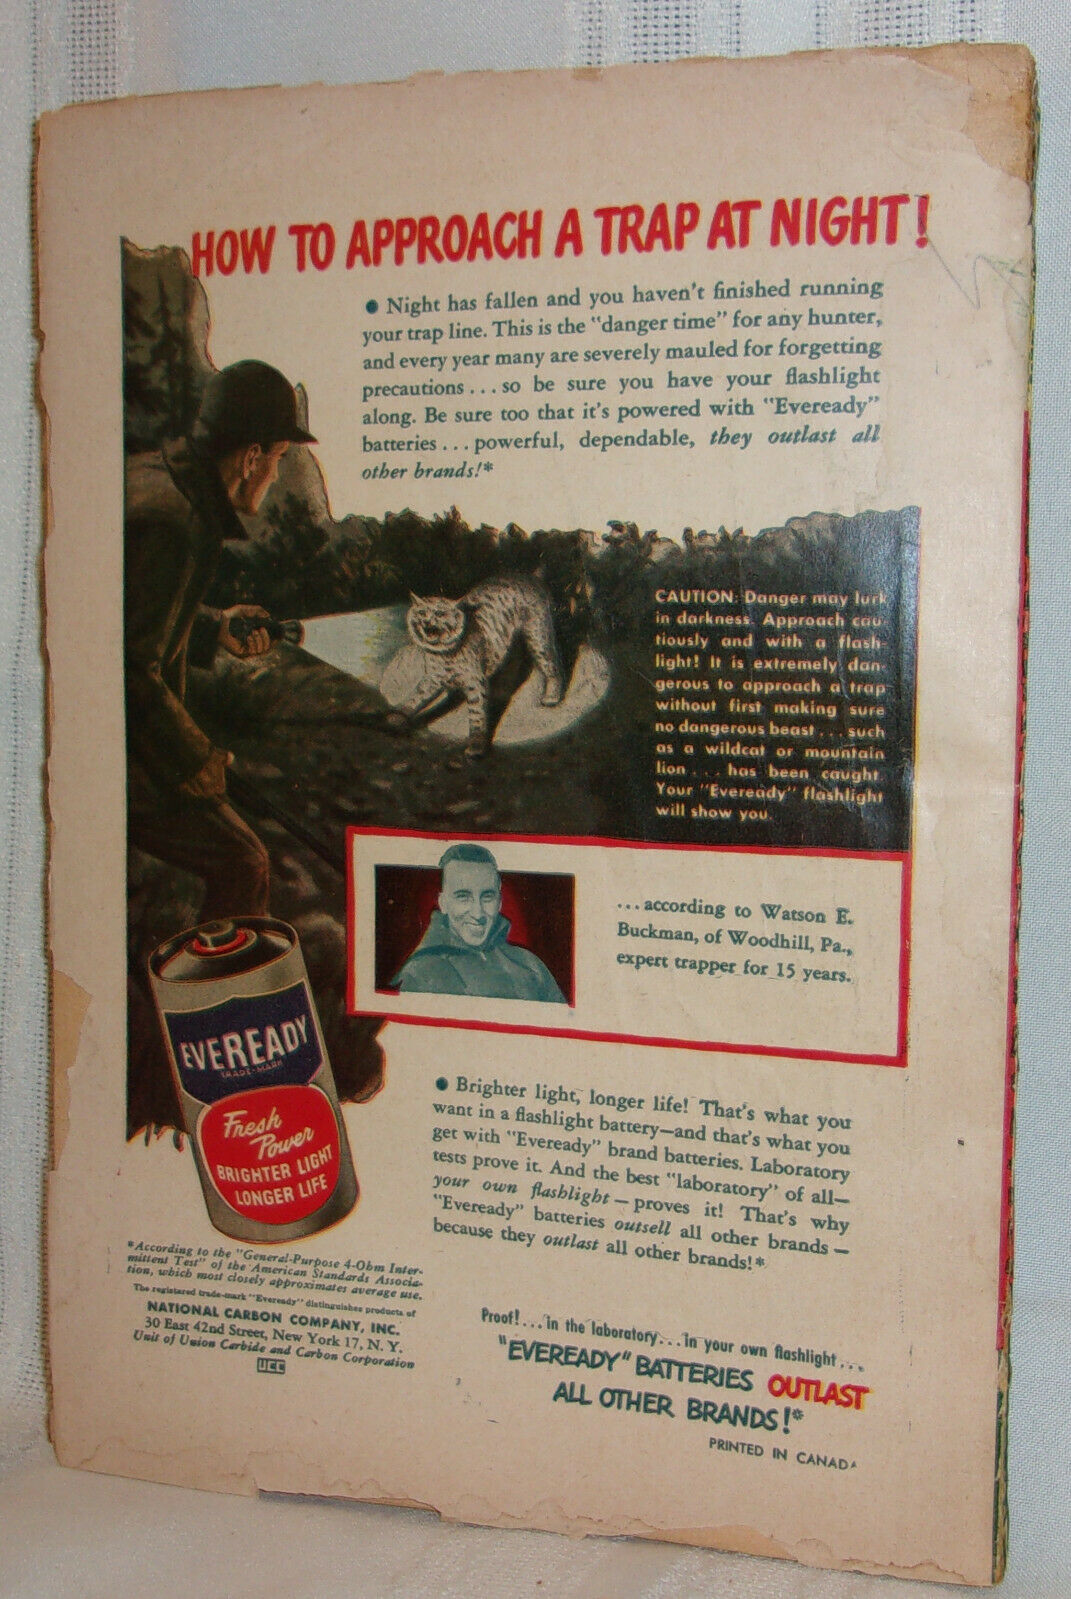 HOW TO APPROACH A TRAP AT NIGHT!
• Night has fallen and you haven't finished running
your trap line. This is the "danger time" for any hunter,
and every year many are severely mauled for forgetting
precautions...so be sure you have your flashlight
along. Be sure too that it's powered with "Eveready"
batteries...powerful, dependable, they outlast all
other brands!*
CAUTION: Danger may lurk
in darkness. Approach cau-
tiously and with a flash-
light! It is extremely dan-
gerous to approach a trap
without first making sure
no dangerous beast...such
as a wildcat or mountain
lion...has been caught.
Your "Eveready" flashlight
will show you.
...according to Watson E.
Buckman, of Woodhill, Pa.,
expert trapper for 15 years.
EVEREADY
TRADE-MARK
Fresh
Power
BRIGHTER LIGHT
LONGER LIFE
• Brighter light, longer life! That's what you
want in a flashlight battery—and that's what you
get with "Eveready" brand batteries. Laboratory
tests prove it. And the best "laboratory" of all—
your own flashlight—proves it! That's why
"Eveready" batteries outsell all other brands—
because they outlast all other brands!*
*According to the "General-Purpose 4-Ohm Inter-
mittent Test" of the American Standards Associa-
tion, which most closely approximates average use.
The registered trade-mark "Eveready" distinguishes products of
NATIONAL CARBON COMPANY, INC.
30 East 42nd Street, New York 17, N. Y.
Unit of Union Carbide and Carbon Corporation
UCC
Proof!...in the laboratory...in your own flashlight...
"EVEREADY" BATTERIES OUTLAST
ALL OTHER BRANDS!*
PRINTED IN CANADA